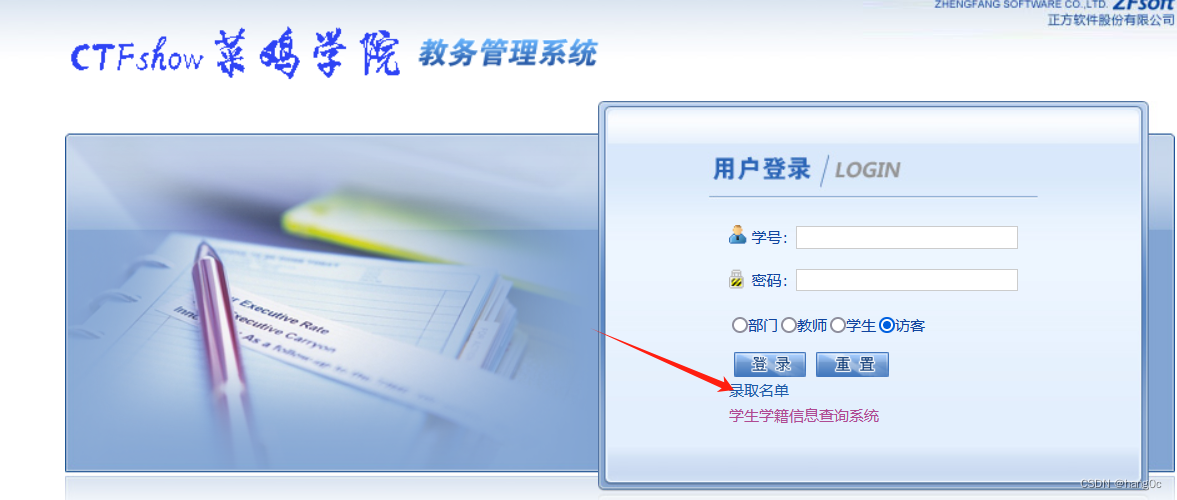 ZHENGFANG SOFTWARE CO.,LTD. ZFsoft
正方软件股份有限公司
CTFshow 菜鸡学院 教务管理系统
用户登录 / LOGIN
学号:
密码:
部门 教师 学生 访客
登 录 重 置
录取名单
学生学籍信息查询系统
Executive Rate
Executive Carryon
As a follow-up to the
CSDN @hang0c